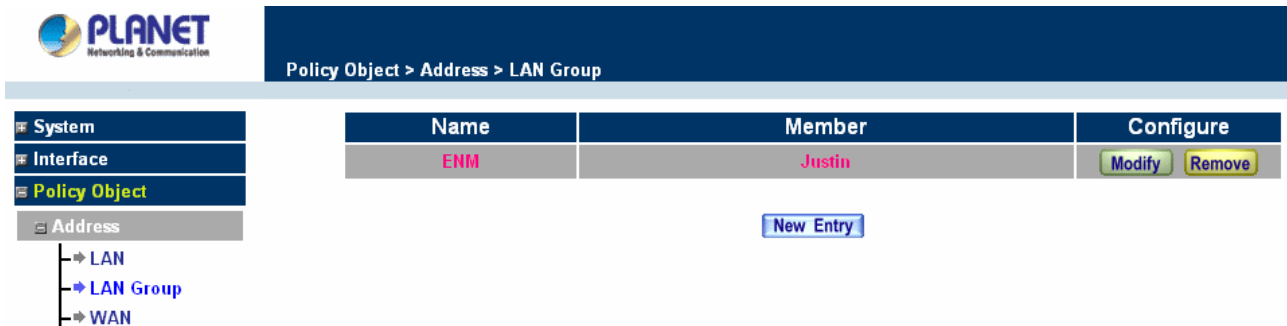 PLANET
Networking & Communication
Policy Object > Address > LAN Group
System
Interface
Policy Object
Address
LAN
LAN Group
WAN
Name Member Configure
ENM Justin Modify Remove
New Entry